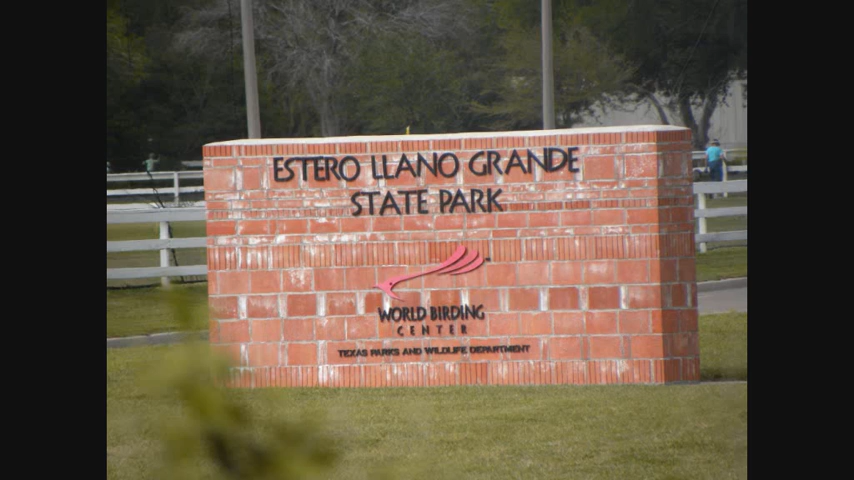 ESTERO LLANO GRANDE
STATE PARK
WORLD BIRDING
CENTER
TEXAS PARKS AND WILDLIFE DEPARTMENT